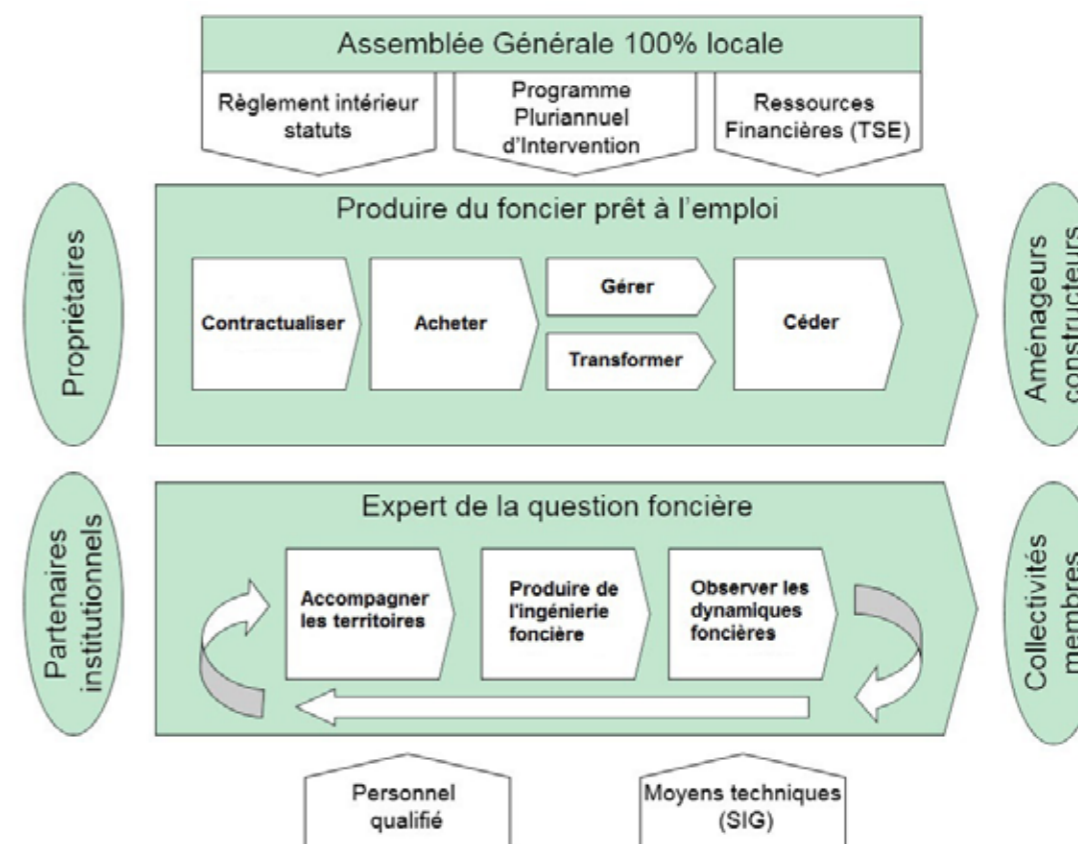 Assemblée Générale 100% locale
Règlement intérieur
statuts
Programme
Pluriannuel
d'Intervention
Ressources
Financières (TSE)
Propriétaires
Produire du foncier prêt à l'emploi
Contractualiser
Acheter
Gérer
Transformer
Céder
Aménageurs
constructeurs
Partenaires
institutionnels
Expert de la question foncière
Accompagner
les territoires
Produire de
l'ingénierie
foncière
Observer les
dynamiques
foncières
Collectivités
membres
Personnel
qualifié
Moyens techniques
(SIG)